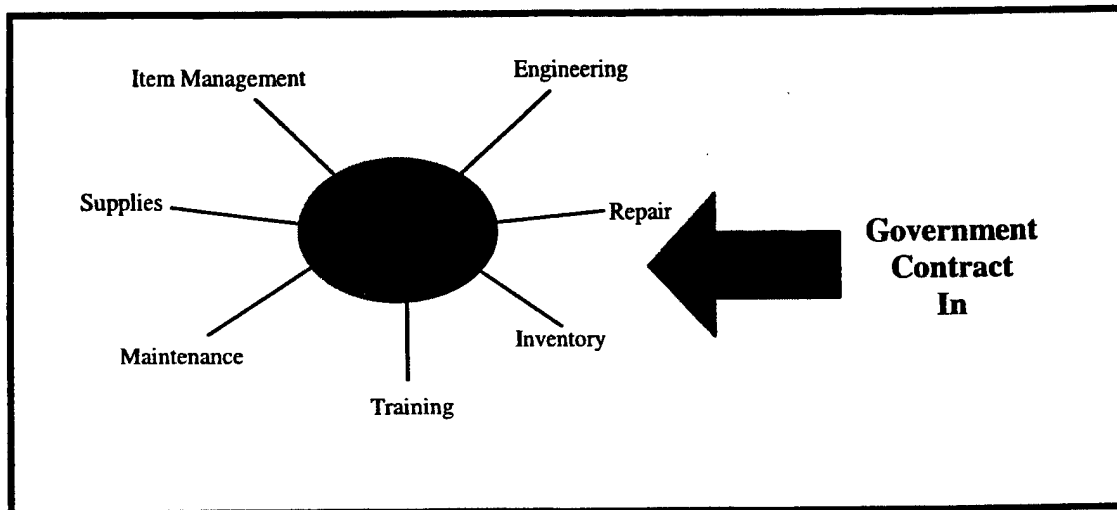 Item Management
Engineering
Supplies
Repair
Maintenance
Inventory
Training
Government
Contract
In